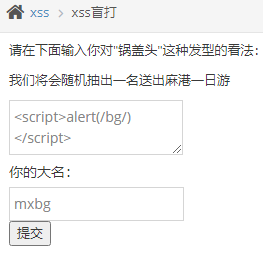 xss > xss盲打
请在下面输入你对"锅盖头"这种发型的看法：
我们将会随机抽出一名送出麻港一日游
<script>alert(/bg/)
</script>
你的大名：
mxbg
提交